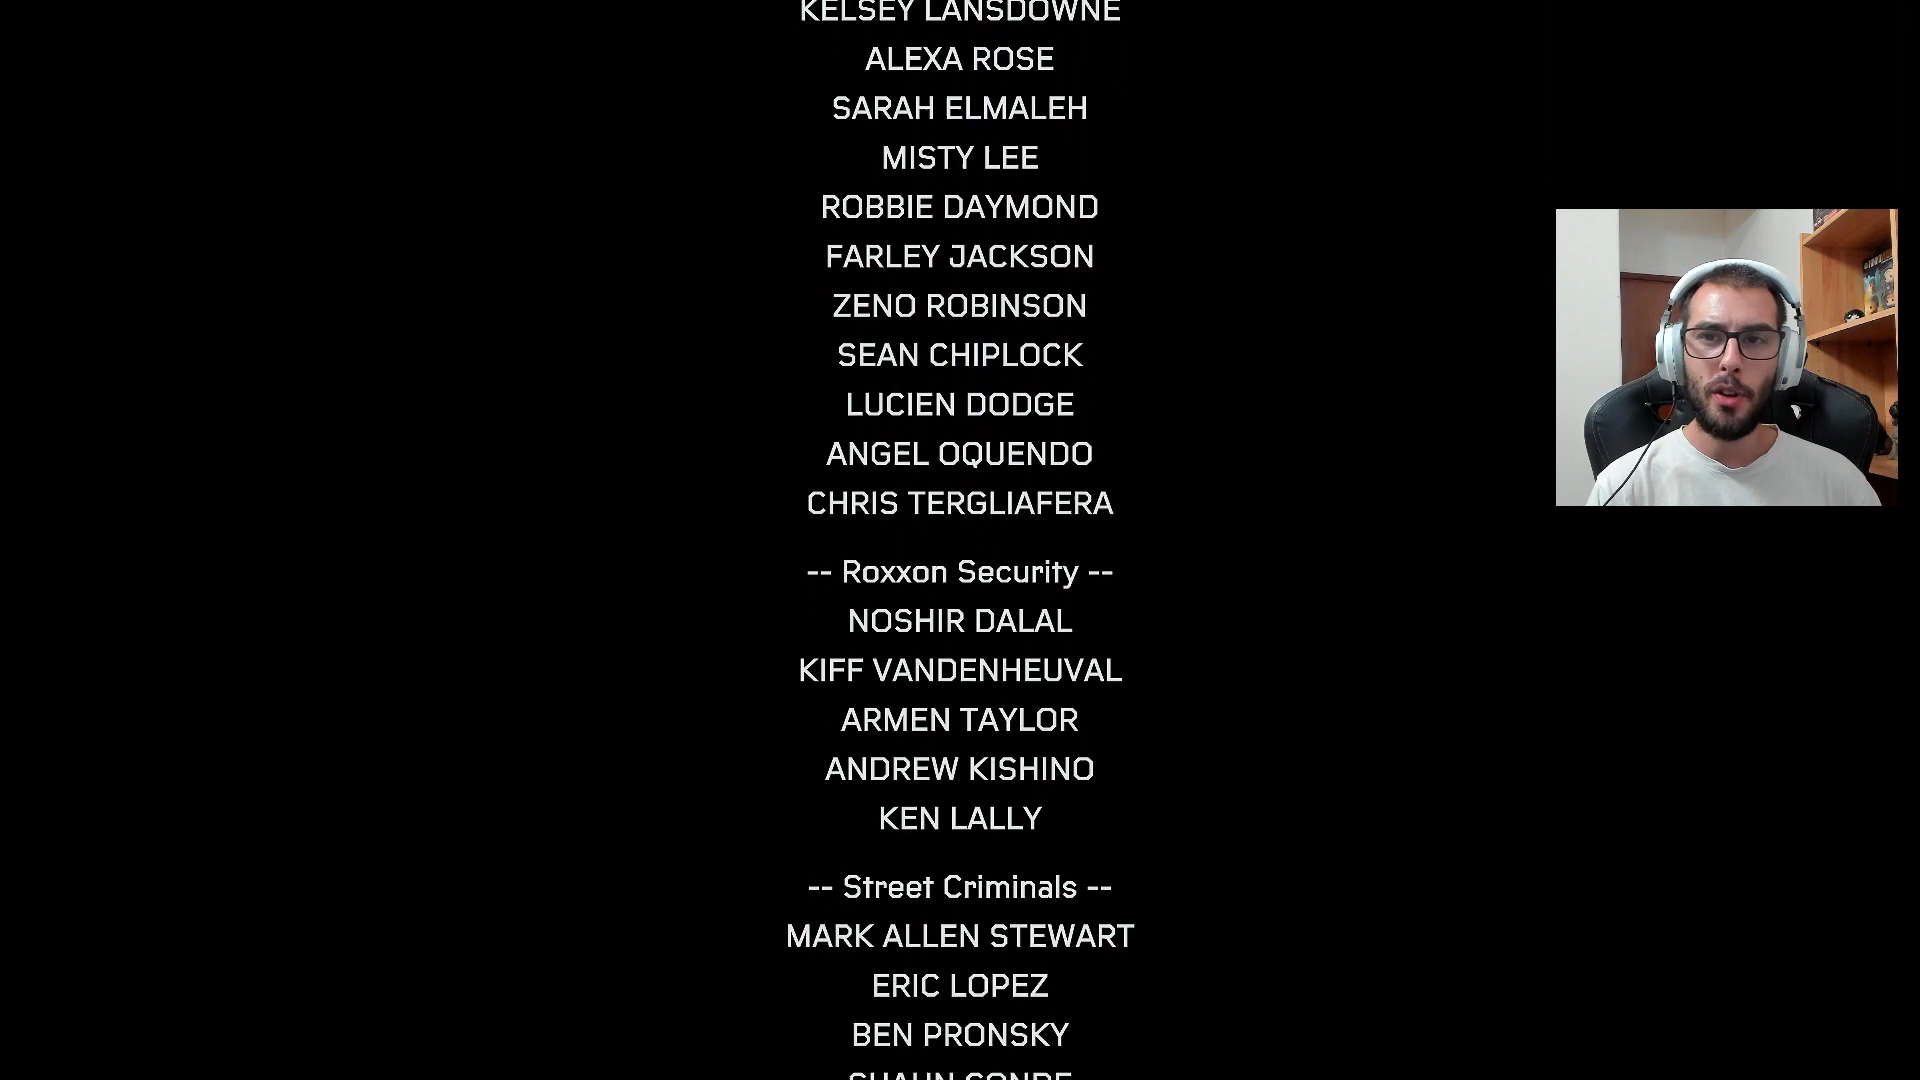 KELSEY LANSDOWNE
ALEXA ROSE
SARAH ELMALEH
MISTY LEE
ROBBIE DAYMOND
FARLEY JACKSON
ZENO ROBINSON
SEAN CHIPLOCK
LUCIEN DODGE
ANGEL OQUENDO
CHRIS TERGLIAFERA
-- Roxxon Security --
NOSHIR DALAL
KIFF VANDENHEUVAL
ARMEN TAYLOR
ANDREW KISHINO
KEN LALLY
-- Street Criminals --
MARK ALLEN STEWART
ERIC LOPEZ
BEN PRONSKY